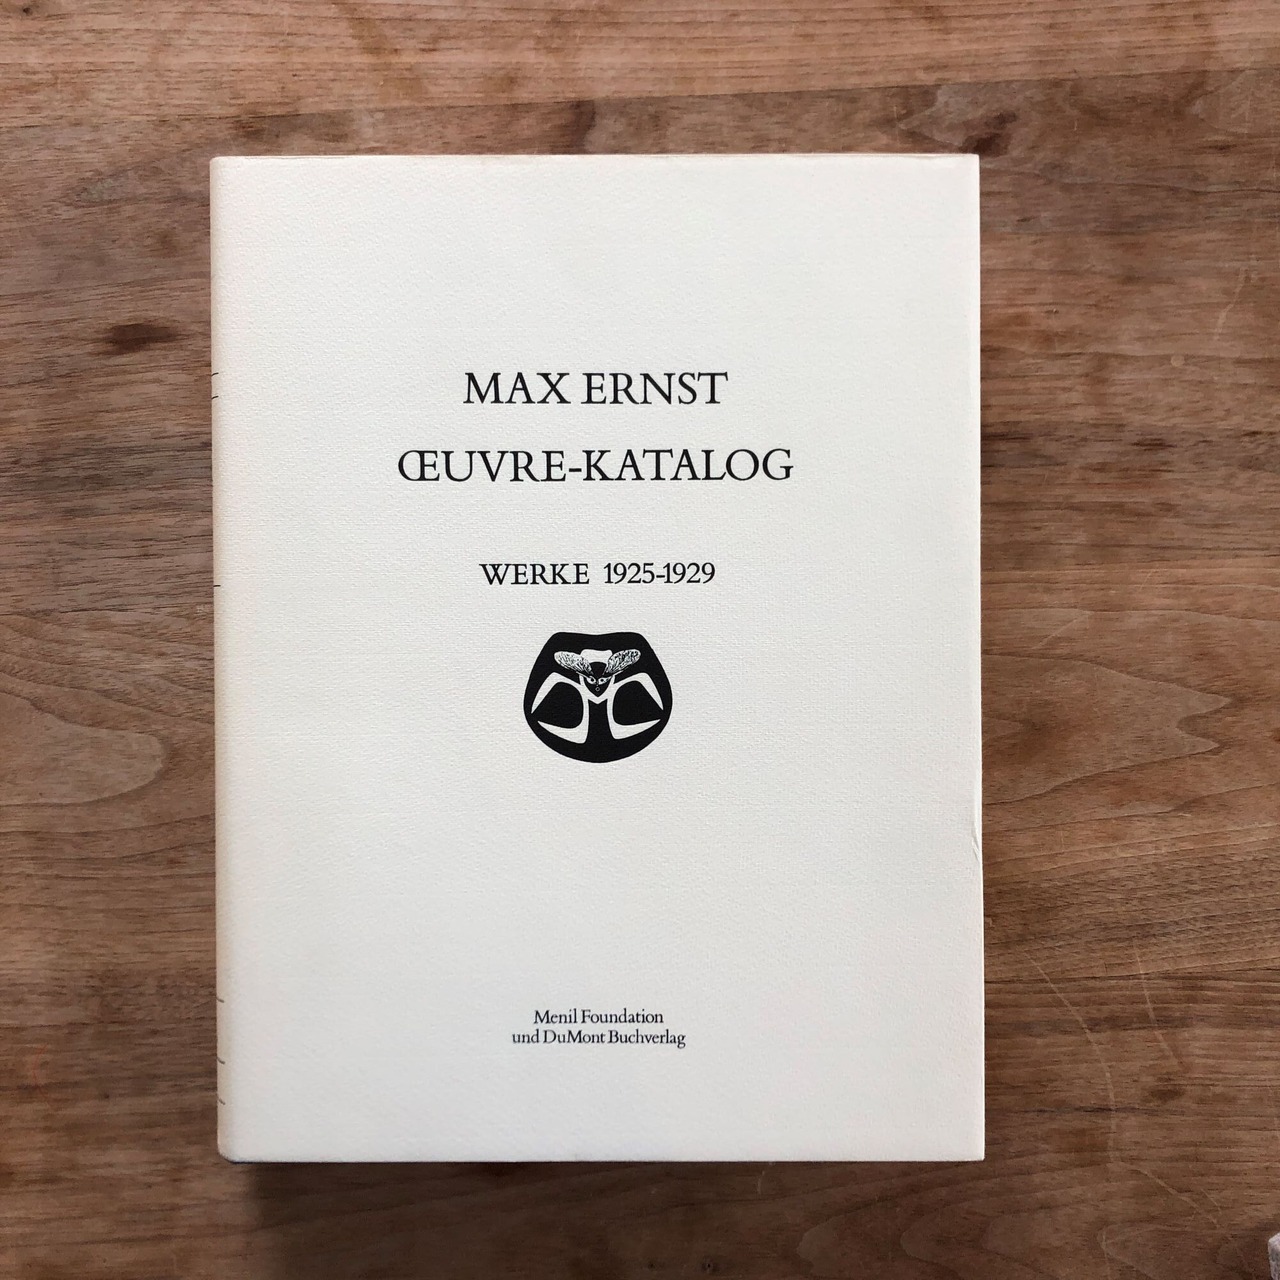 MAX ERNST
ŒUVRE-KATALOG
WERKE 1925-1929
Menil Foundation
und DuMont Buchverlag